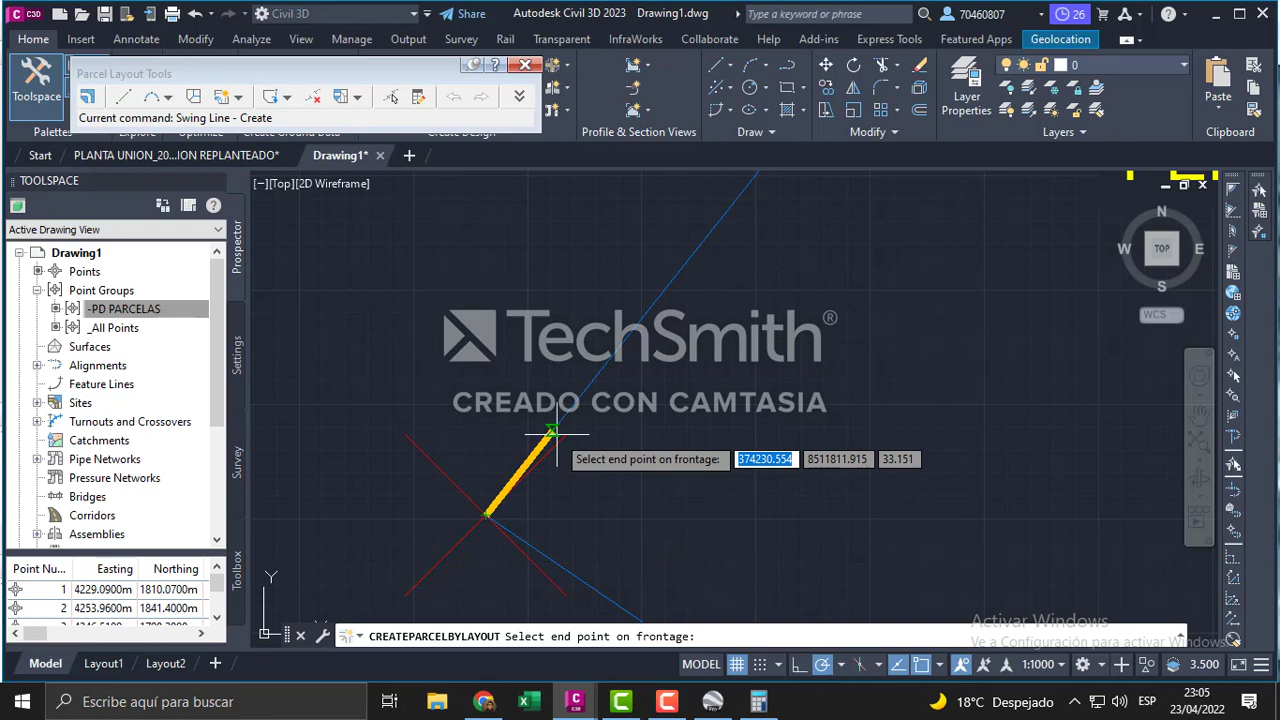 Civil 3D
Share
Autodesk Civil 3D 2023 Drawing1.dwg
Type a keyword or phrase
70460807
26
Home
Insert
Annotate
Modify
Analyze
View
Manage
Output
Survey
Rail
Transparent
InfraWorks
Collaborate
Help
Add-ins
Express Tools
Featured Apps
Geolocation
Toolspace
Parcel Layout Tools
Current command: Swing Line - Create
Layer
Properties
0
Paste
Palettes
Profile & Section Views
Draw
Modify
Layers
Clipboard
Start
PLANTA UNION_20...ION REPLANTEADO*
Drawing1*
TOOLSPACE
Active Drawing View
Drawing1
Points
Point Groups
-PD PARCELAS
_All Points
Surfaces
Alignments
Feature Lines
Sites
Turnouts and Crossovers
Catchments
Pipe Networks
Pressure Networks
Bridges
Corridors
Assemblies
Prospector
Settings
Survey
Toolbox
Point Nu...
Easting
Northing
1
4229.0900m
1810.0700m
2
4253.9600m
1841.4000m
[−][Top][2D Wireframe]
N
W
TOP
E
S
WCS
TechSmith®
CREADO CON CAMTASIA
Select end point on frontage:
374230.554
8511811.915
33.151
Y
X
CREATEPARCELBYLAYOUT Select end point on frontage:
Activar Windows
Ve a Configuración para activar Windows
Model
Layout1
Layout2
MODEL
1:1000
3.500
Escribe aquí para buscar
18°C Despejado
ESP
23:05
23/04/2022